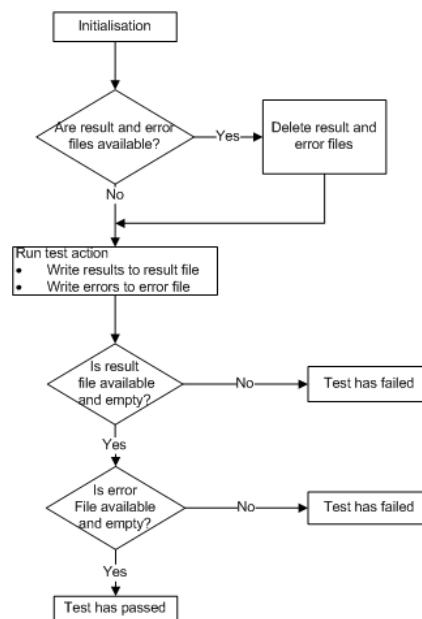 Initialisation
Are result and error
files available?
Yes
Delete result and
error files
No
Run test action
• Write results to result file
• Write errors to error file
Is result
file available
and empty?
No
Test has failed
Yes
Is error
File available
and empty?
No
Test has failed
Yes
Test has passed